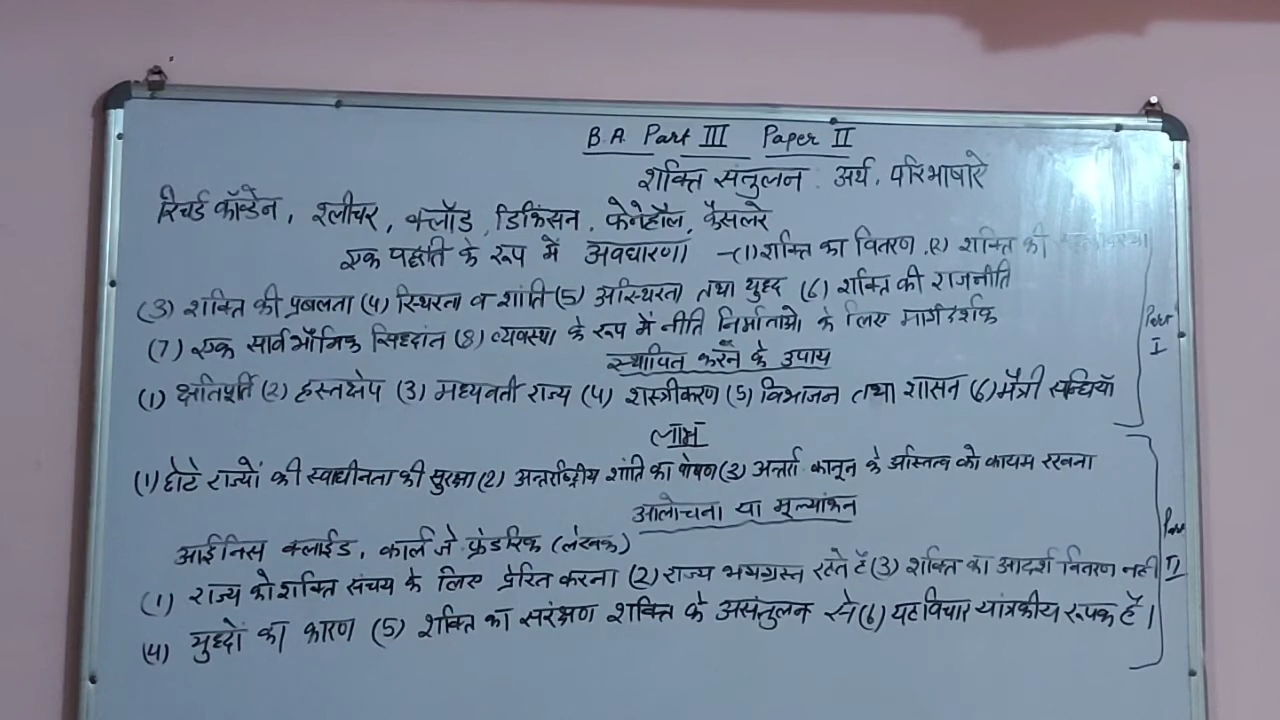 B.A. Part III Paper II
शक्ति संतुलन. अर्थ, परिभाषाऐ
रिचर्ड कॉब्डेन, श्लीचर, क्लॉड, डिकिंसन, फेनेहौल, कैसलरे
एक पद्दति के रूप में अवधारणा -(1) शक्ति का वितरण, (2) शक्ति की
(3) शक्ति की प्रबलता (4) स्थिरता व शांति (5) अस्थिरता तथा युध्द (6) शक्ति की राजनीति
(7) एक सार्वभौमिक सिध्दांत (8) व्यवस्था के रूप में नीति निर्माताओ के लिए मार्गदर्शक
स्थापित करने के उपाय
(1) क्षतिपूर्ति (2) हस्तक्षेप (3) मध्यवर्ती राज्य (4) शस्त्रीकरण (5) विभाजन तथा शासन (6) मैत्री सन्धियॉ
Part I
लाभ
(1) छोटे राज्यों की स्वाधीनता की सुरक्षा (2) अन्तर्राष्ट्रीय शांति का पोषण (3) अन्तर्रा कानून के अस्तित्व को कायम रखना
आलोचना या मूल्यांकन
आईनिस क्लाईड, कार्ल जे फ्रेडरिक (लेखक)
(1) राज्य को शक्ति संचय के लिए प्रेरित करना (2) राज्य भयग्रस्त रहते है (3) शक्ति का आदर्श वितरण नही
(4) युध्दो का कारण (5) शक्ति का सरंक्षण शक्ति के असंतुलन से (6) यह विचार यांत्रकीय रूपक है।
Part II